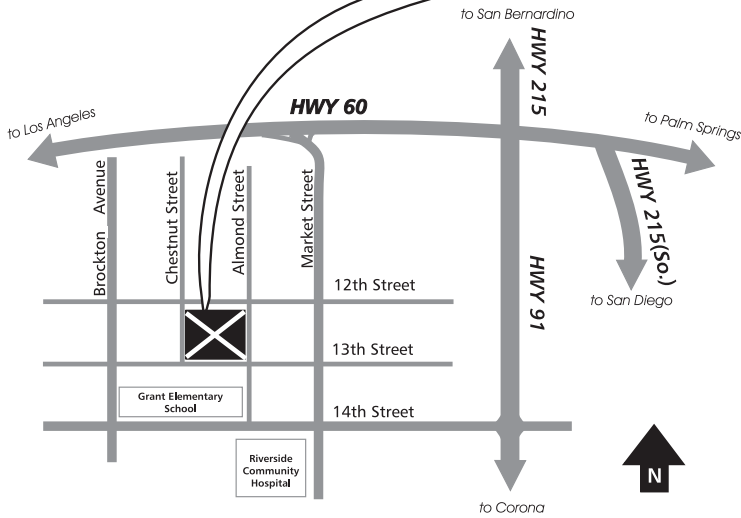 to San Bernardino
HWY 215
to Los Angeles
HWY 60
to Palm Springs
Brockton Avenue
Chestnut Street
Almond Street
Market Street
HWY 215(So.)
12th Street
HWY 91
to San Diego
13th Street
Grant Elementary
School
14th Street
Riverside
Community
Hospital
N
to Corona